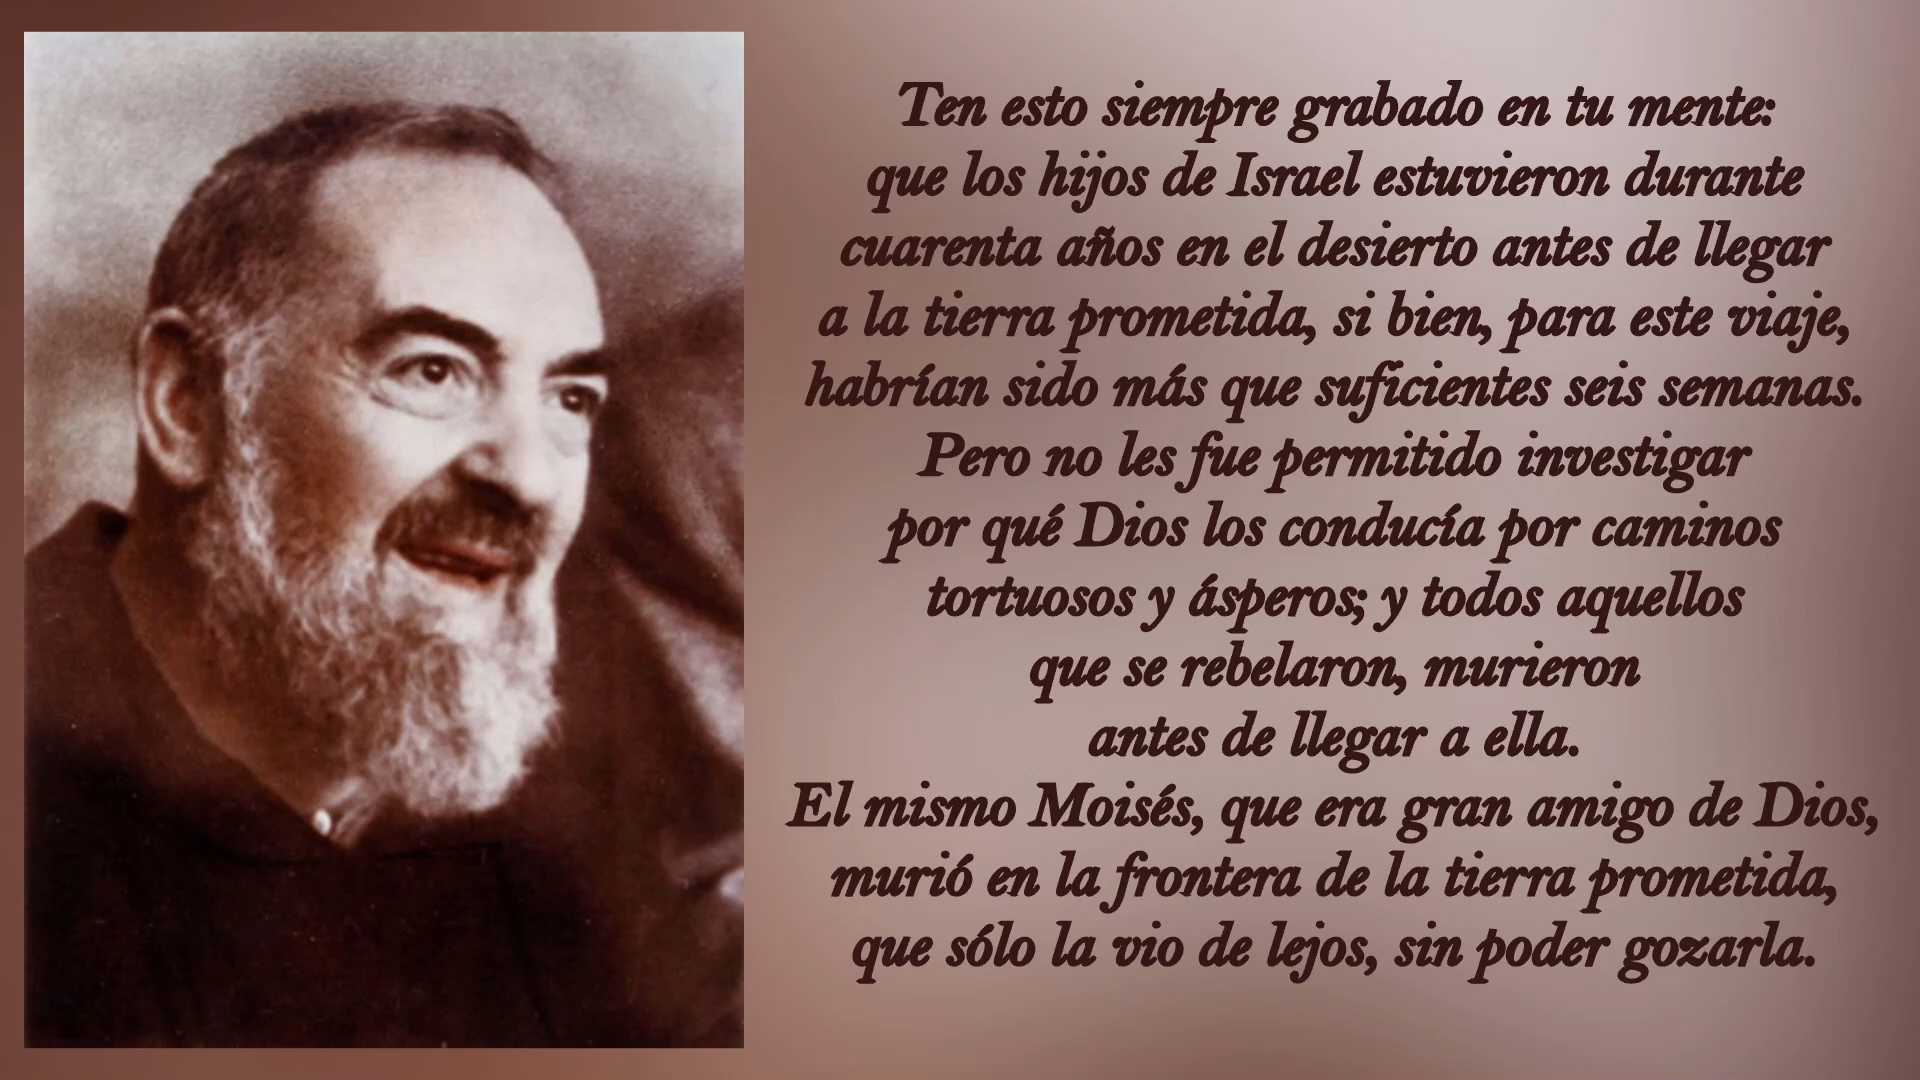 Ten esto siempre grabado en tu mente:
que los hijos de Israel estuvieron durante
cuarenta años en el desierto antes de llegar
a la tierra prometida, si bien, para este viaje,
habrían sido más que suficientes seis semanas.
Pero no les fue permitido investigar
por qué Dios los conducía por caminos
tortuosos y ásperos; y todos aquellos
que se rebelaron, murieron
antes de llegar a ella.
El mismo Moisés, que era gran amigo de Dios,
murió en la frontera de la tierra prometida,
que sólo la vio de lejos, sin poder gozarla.